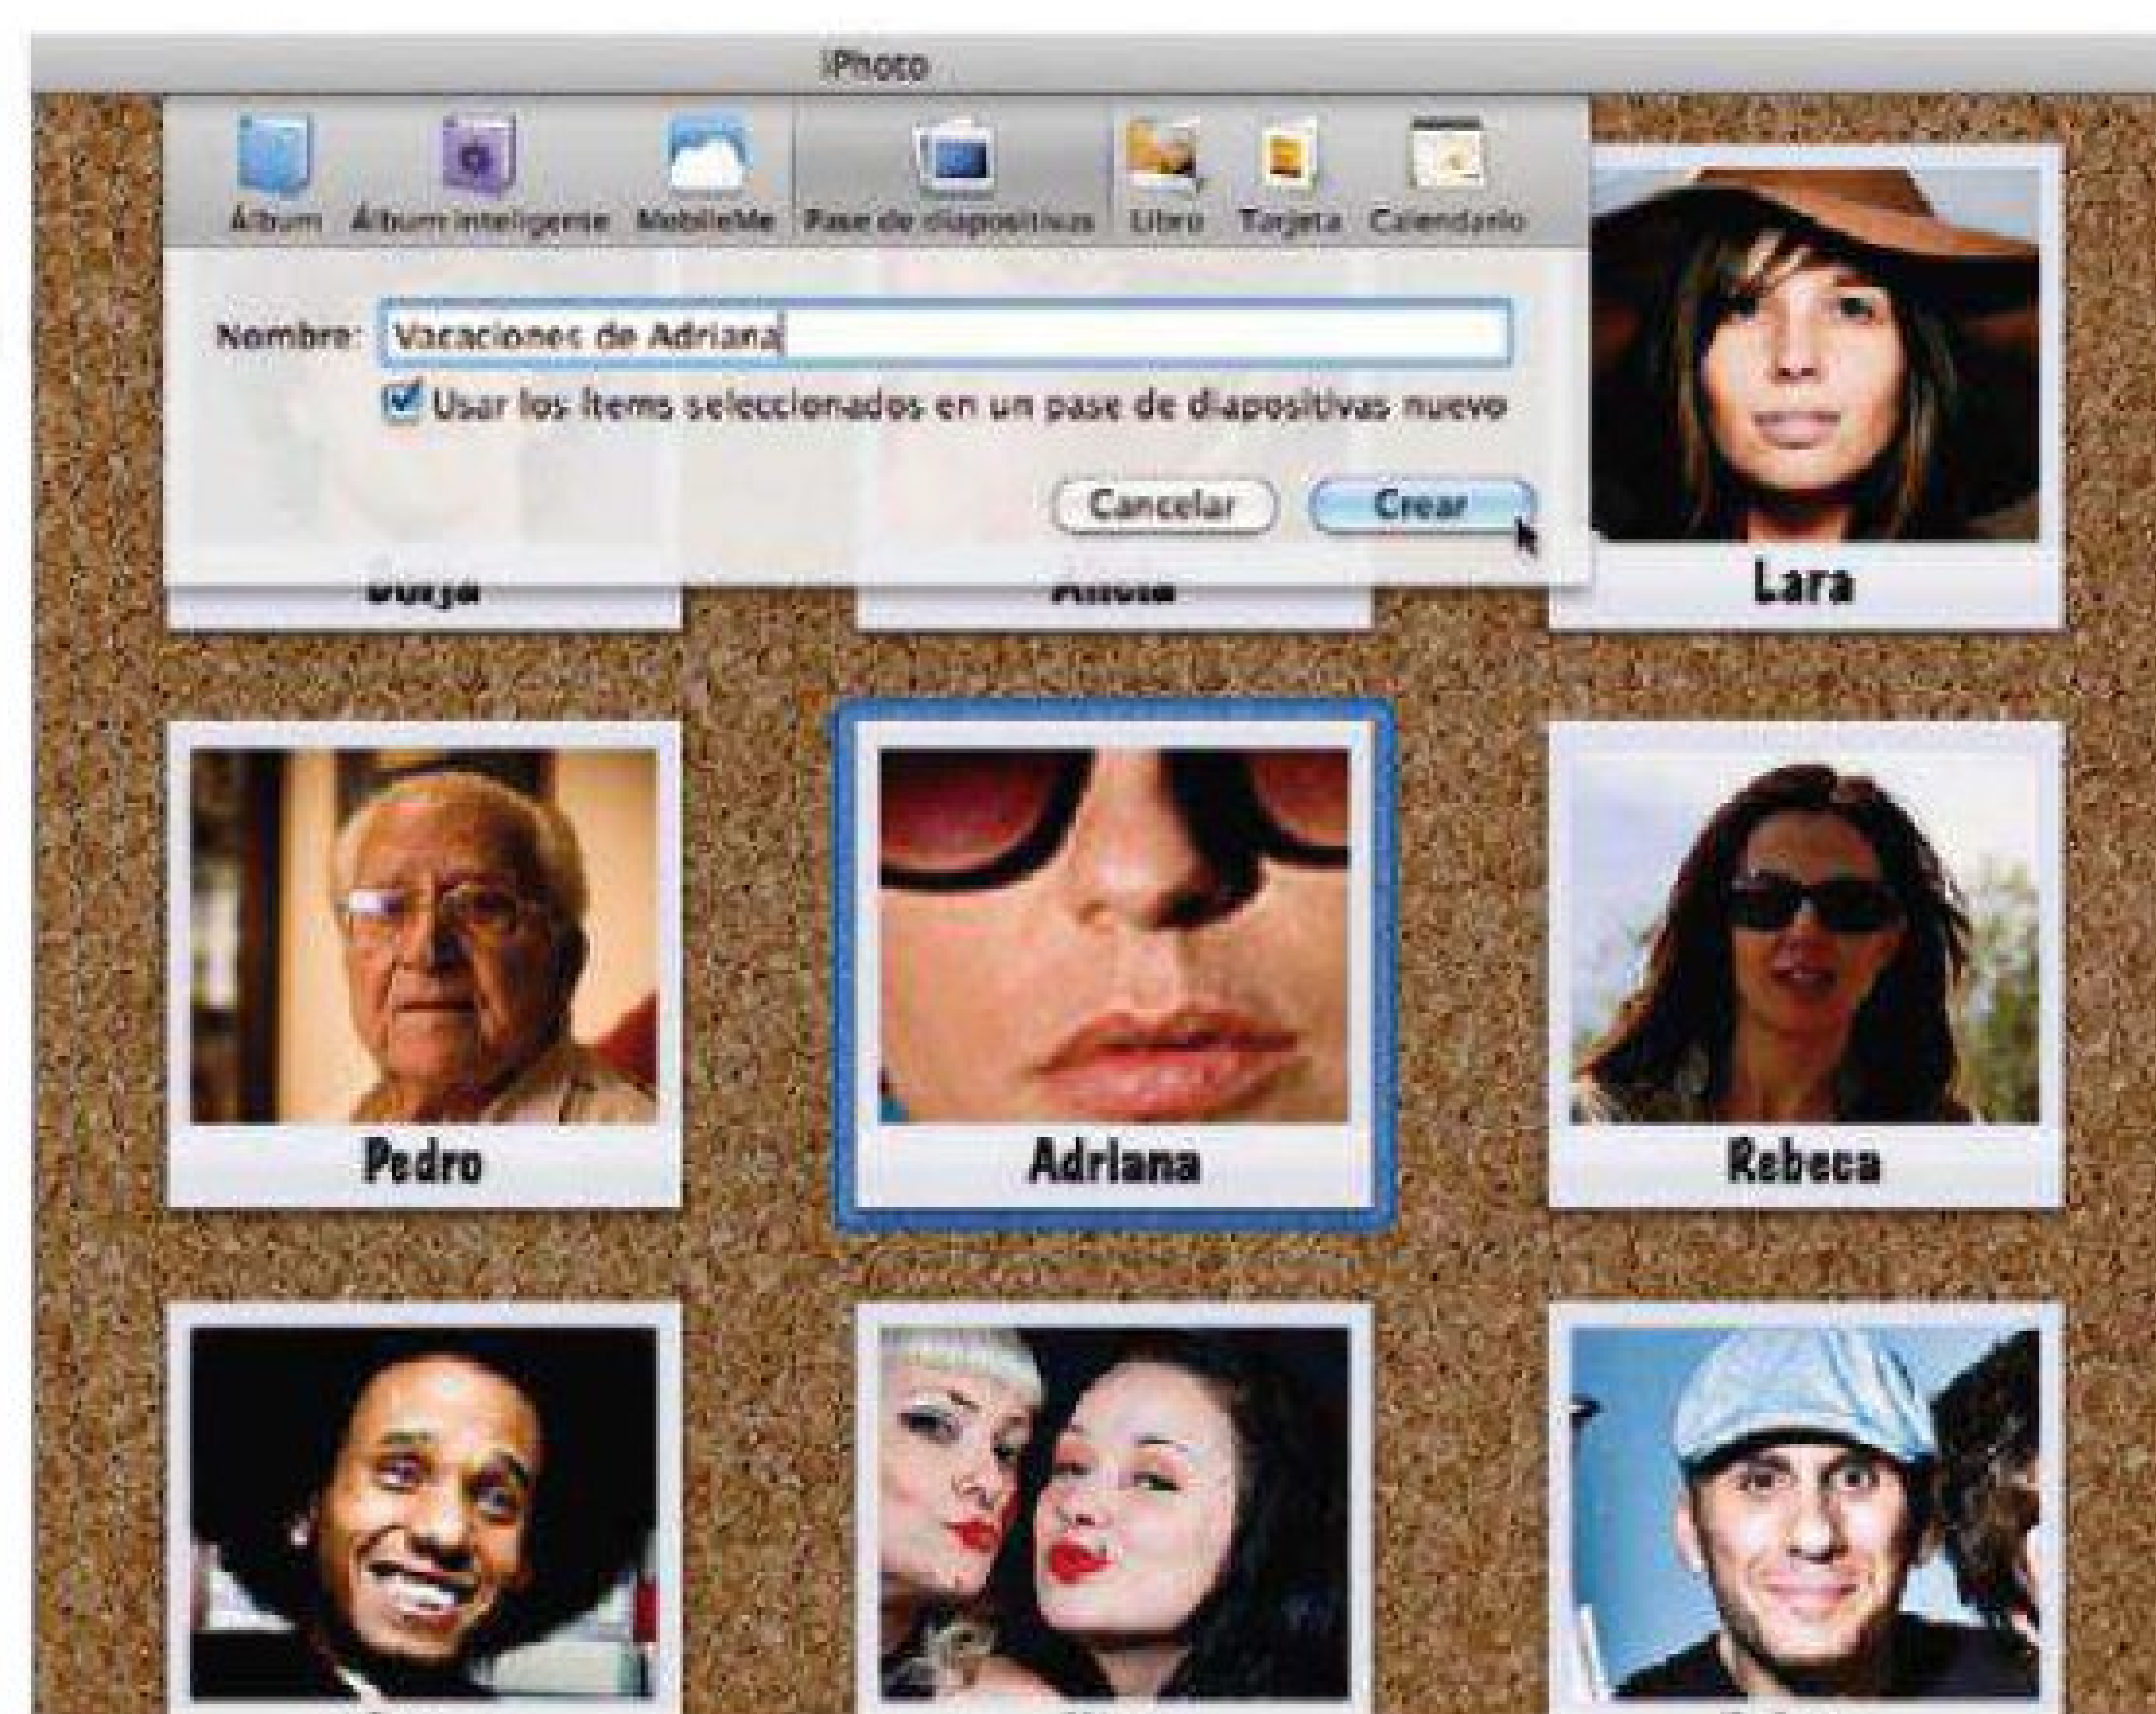 iPhoto
Álbum Álbum inteligente MobileMe Pase de diapositivas Libro Tarjeta Calendario
Nombre: Vacaciones de Adriana
Usar los ítems seleccionados en un pase de diapositivas nuevo
Cancelar Crear
Lara
Pedro Adriana Rebeca